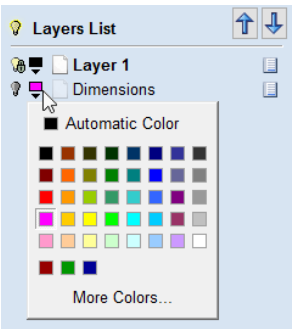 Layers List
Layer 1
Dimensions
Automatic Color
More Colors...